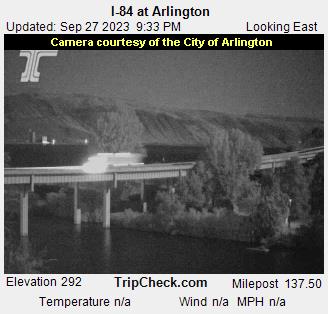 I-84 at Arlington
Updated: Sep 27 2023 9:33 PM Looking East
Camera courtesy of the City of Arlington
Elevation 292 TripCheck.com Milepost 137.50
Temperature n/a Wind n/a MPH n/a